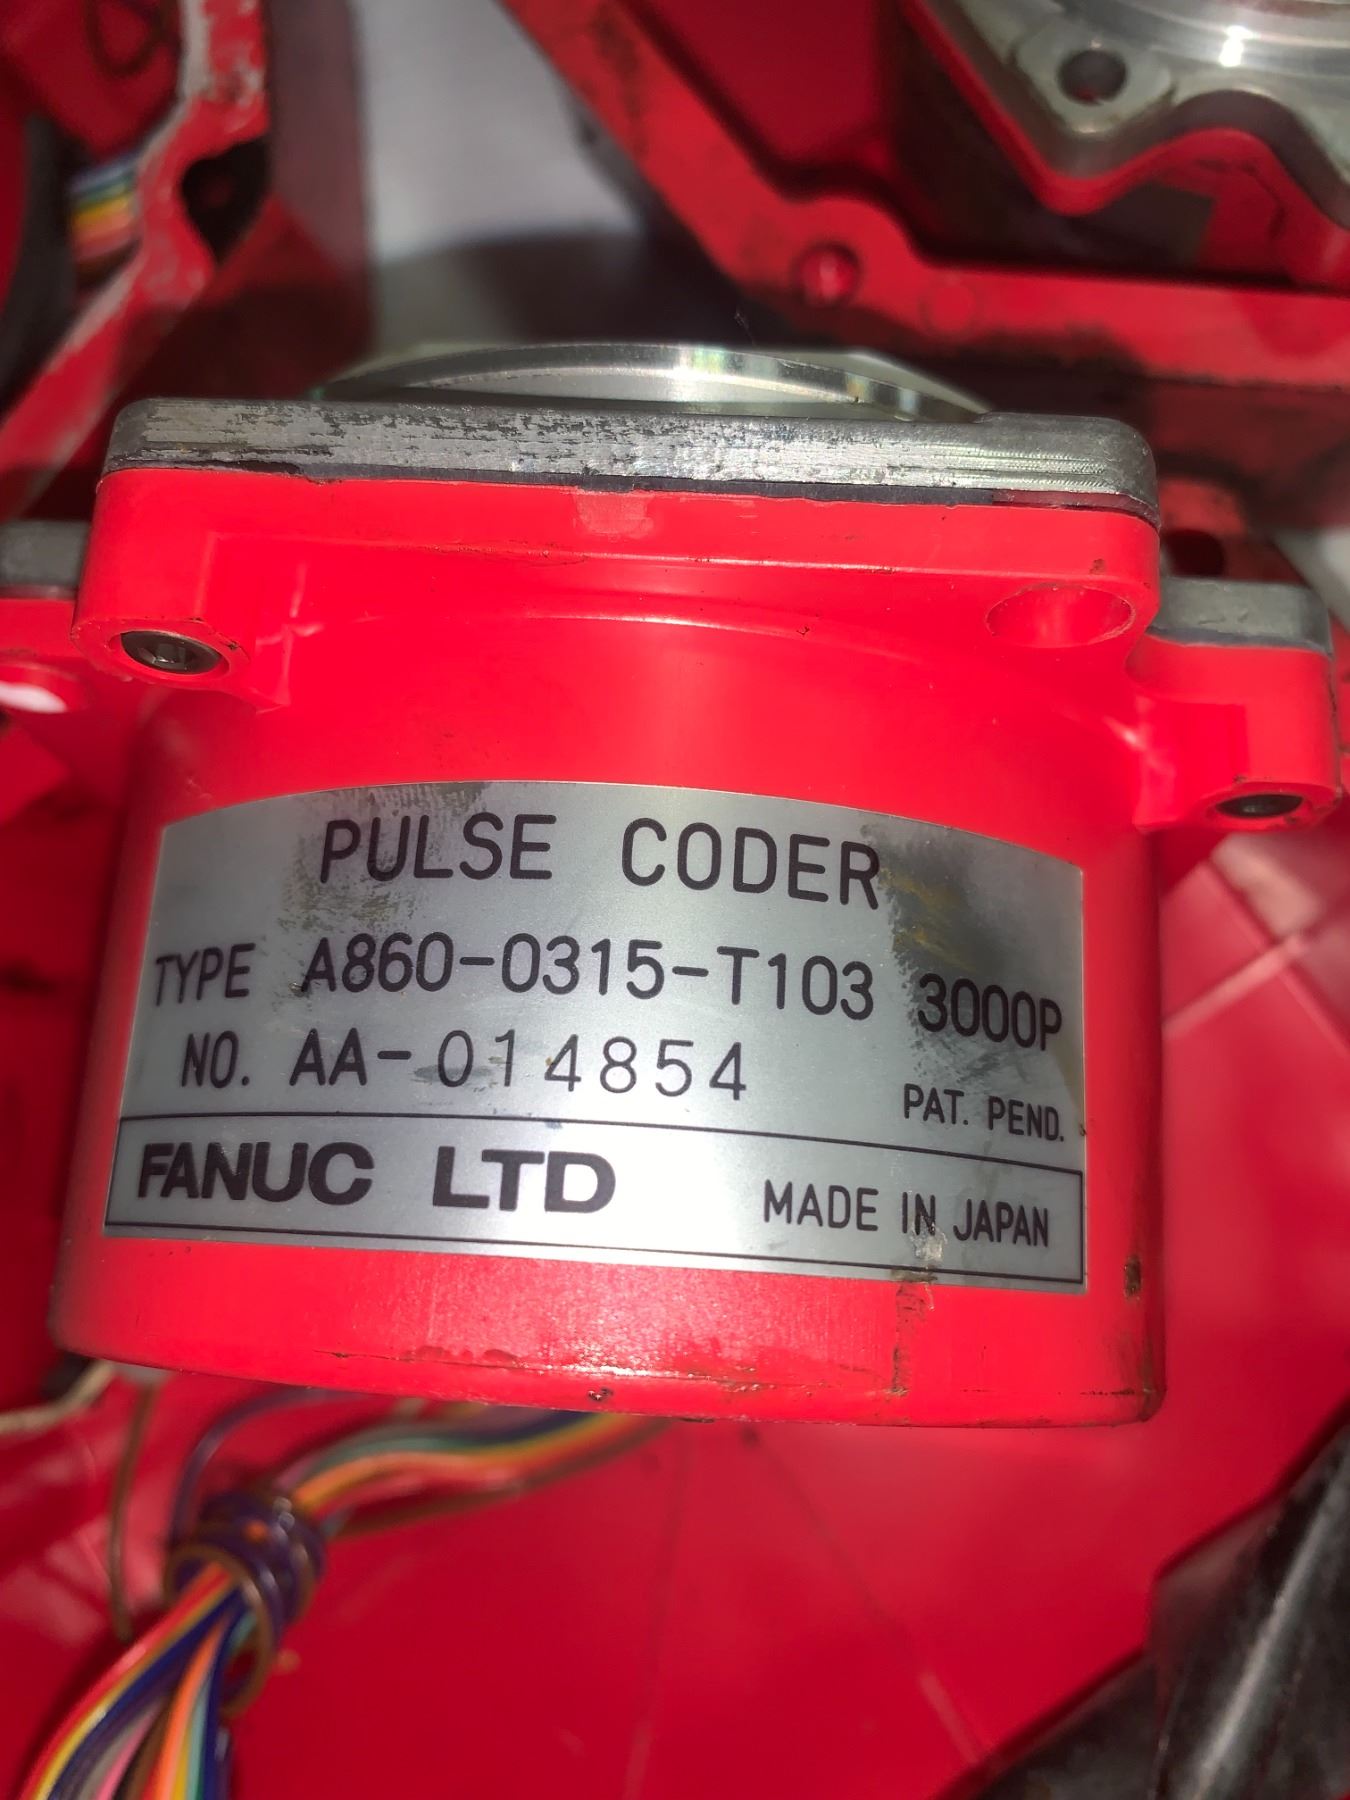 PULSE CODER
TYPE A860-0315-T103 3000P
NO. AA-014854
PAT. PEND.
FANUC LTD MADE IN JAPAN